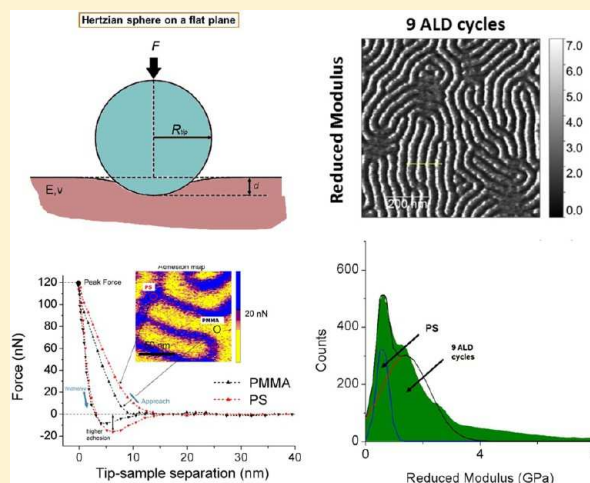 Hertzian sphere on a flat plane
F
R tip
E,ν
d
9 ALD cycles
Reduced Modulus
200 nm
7.0
6.0
5.0
4.0
3.0
2.0
1.0
0.0
Adhesion map
PS
PMMA
20 nN
Peak Force
Approach
higher
adhesion
PMMA
PS
Force (nN)
120
100
80
60
40
20
0
-20
0
10
20
30
40
Tip-sample separation (nm)
Counts
600
400
200
0
PS
9 ALD
cycles
0
4
Reduced Modulus (GPa)